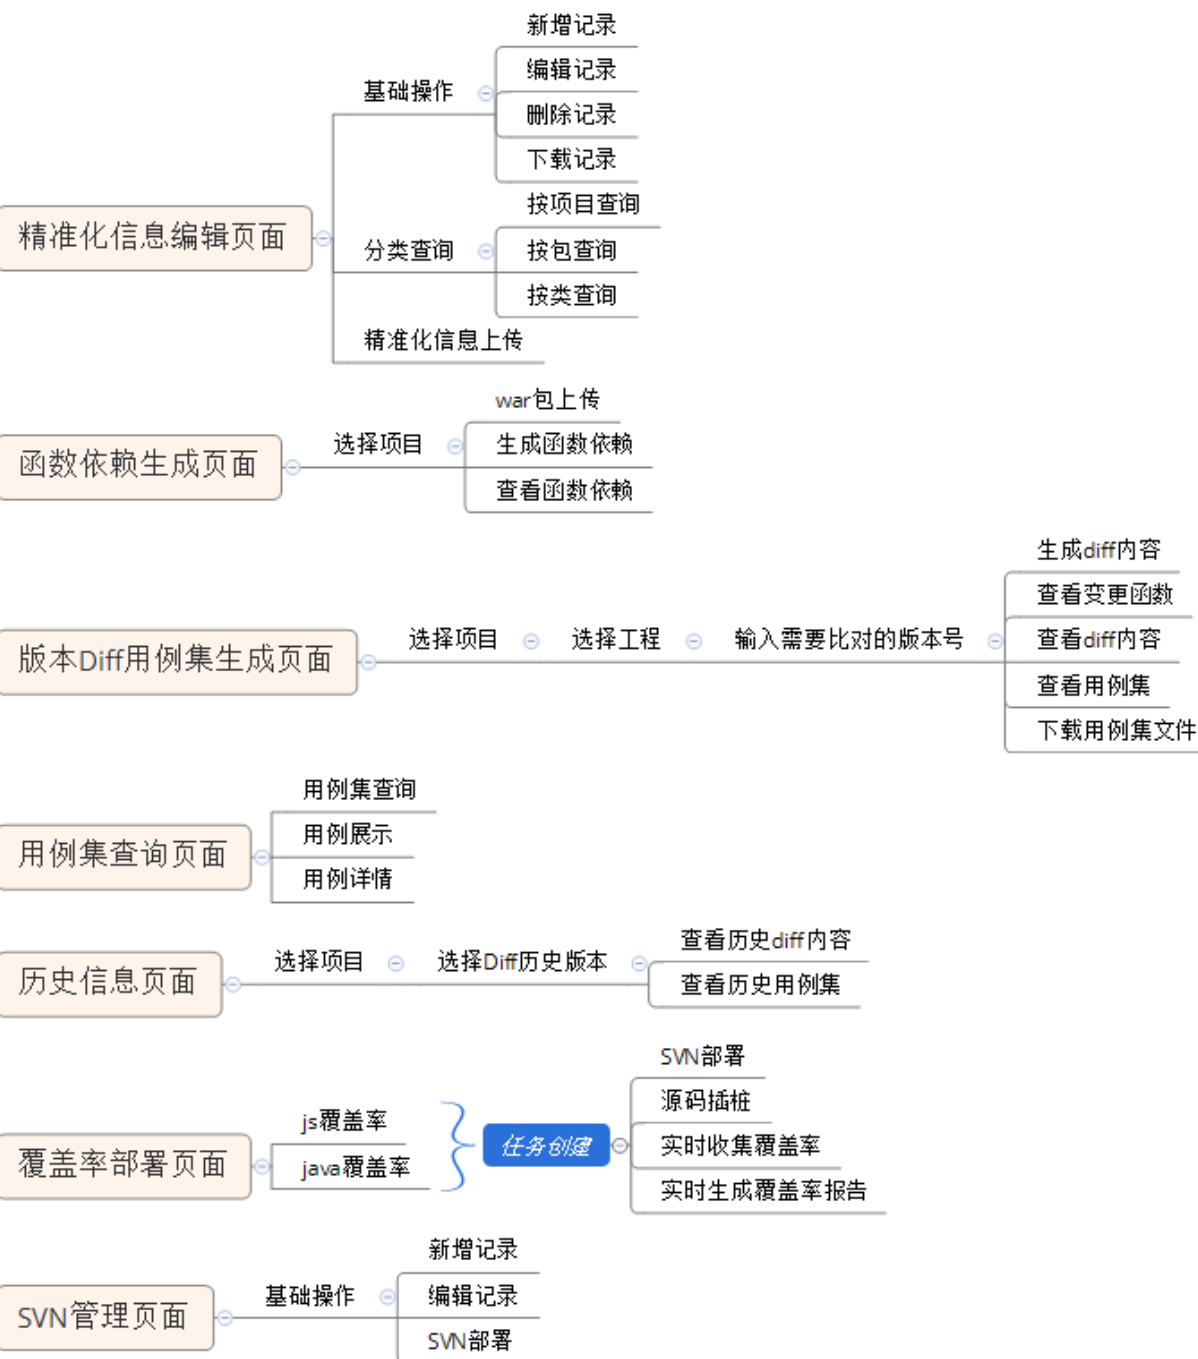 新增记录
编辑记录
基础操作
删除记录
下载记录
按项目查询
精准化信息编辑页面
分类查询
按包查询
按类查询
精准化信息上传
war包上传
函数依赖生成页面
选择项目
生成函数依赖
查看函数依赖
生成diff内容
查看变更函数
版本Diff用例集生成页面
选择项目
选择工程
输入需要比对的版本号
查看diff内容
查看用例集
下载用例集文件
用例集查询
用例集查询页面
用例展示
用例详情
历史信息页面
选择项目
选择Diff历史版本
查看历史diff内容
查看历史用例集
SVN部署
源码插桩
覆盖率部署页面
js覆盖率
java覆盖率
任务创建
实时收集覆盖率
实时生成覆盖率报告
新增记录
SVN管理页面
基础操作
编辑记录
SVN部署